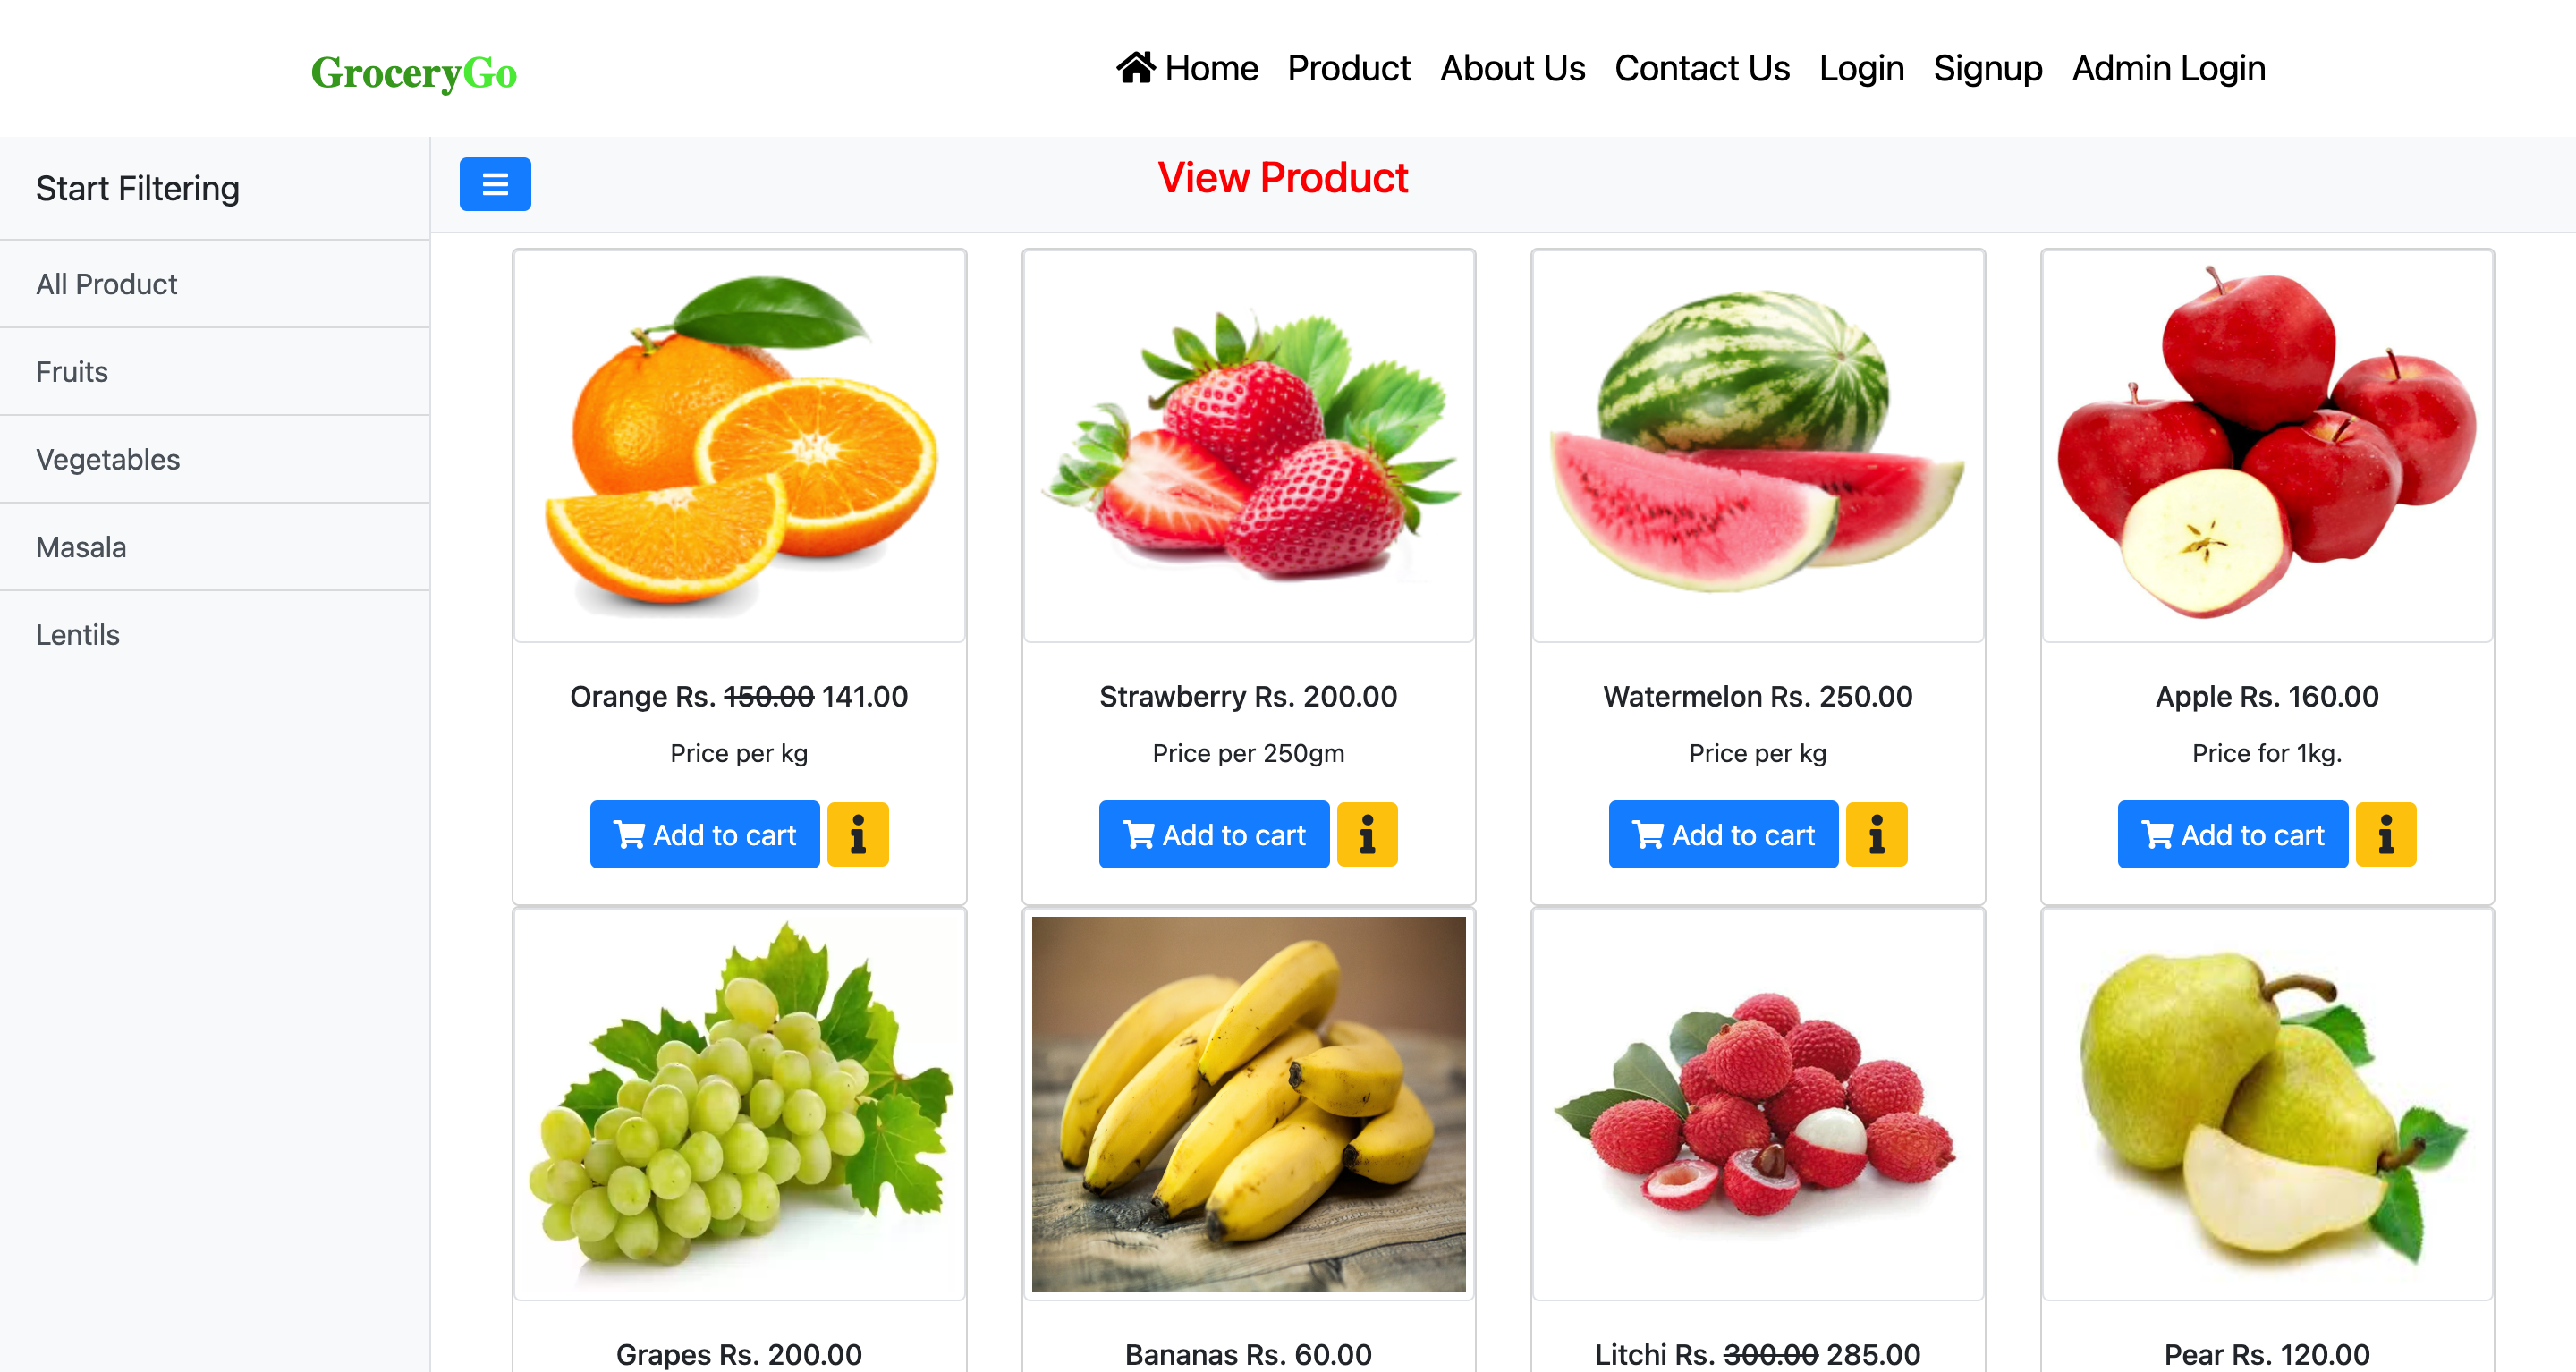 GroceryGo
Home Product About Us Contact Us Login Signup Admin Login
Start Filtering
All Product
Fruits
Vegetables
Masala
Lentils
View Product
Orange Rs. 150.00 141.00
Price per kg
Add to cart
Strawberry Rs. 200.00
Price per 250gm
Add to cart
Watermelon Rs. 250.00
Price per kg
Add to cart
Apple Rs. 160.00
Price for 1kg.
Add to cart
Grapes Rs. 200.00
Bananas Rs. 60.00
Litchi Rs. 300.00 285.00
Pear Rs. 120.00